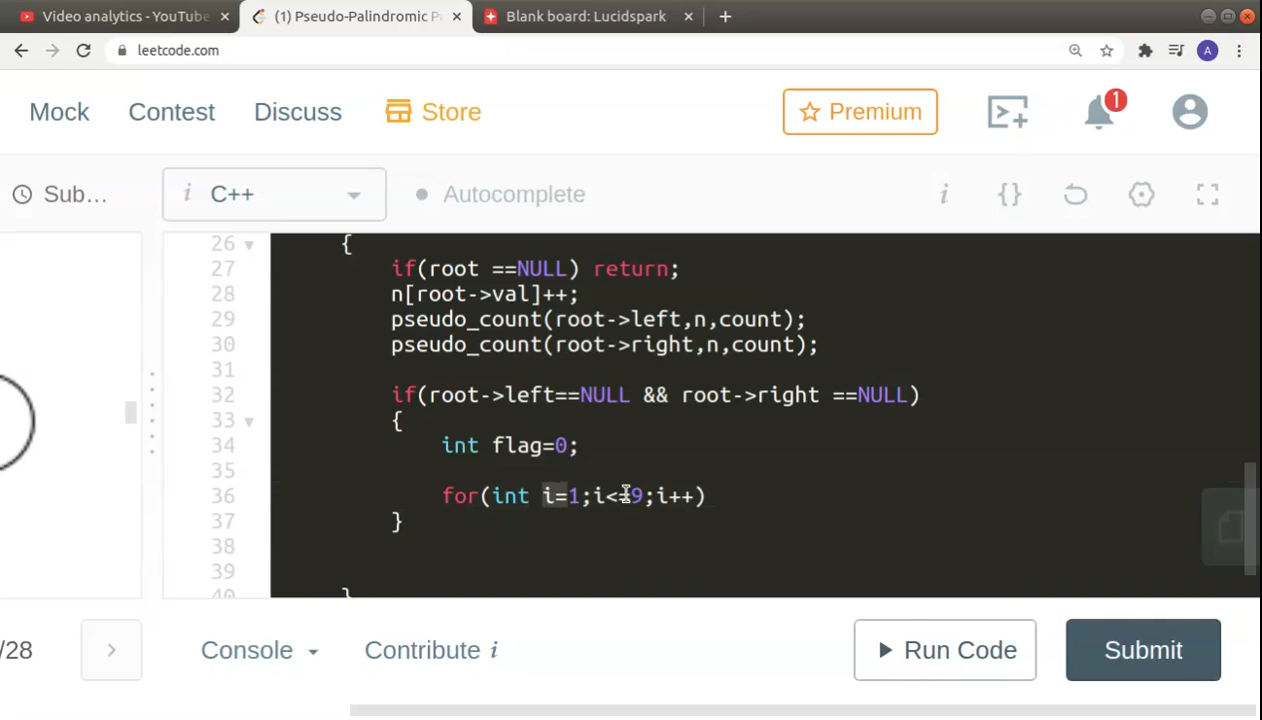 Video analytics - YouTube
(1) Pseudo-Palindromic P
Blank board: Lucidspark
leetcode.com
A
Mock Contest Discuss Store
Premium
1
Sub…
i C++
Autocomplete
i {}
26 {
27 if(root ==NULL) return;
28 n[root->val]++;
29 pseudo_count(root->left,n,count);
30 pseudo_count(root->right,n,count);
31
32 if(root->left==NULL && root->right ==NULL)
33 {
34 int flag=0;
35
36 for(int i=1;i<=9;i++)
37 }
38
39
40 }
/28
Console
Contribute i
Run Code
Submit